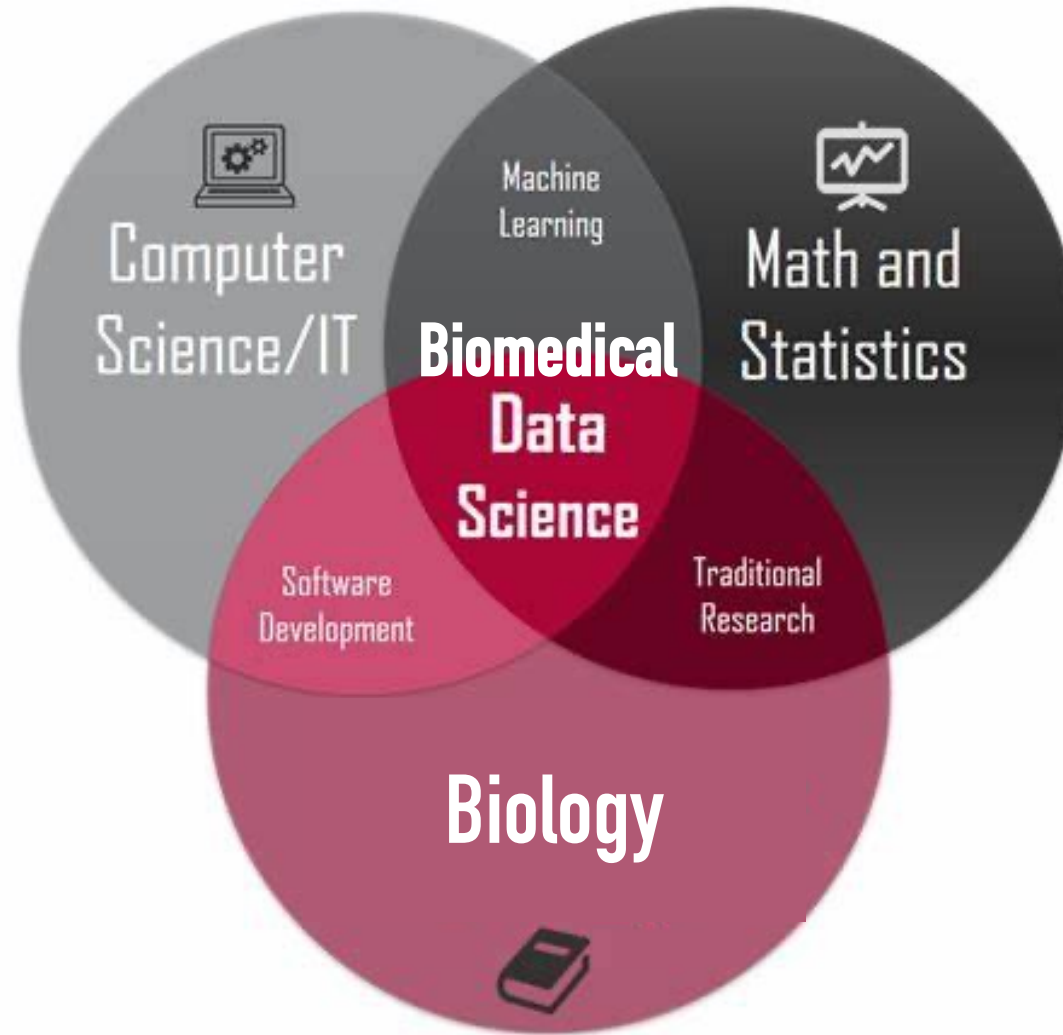 Machine
Learning
Computer
Science/IT
Math and
Statistics
Biomedical
Data
Science
Software
Development
Traditional
Research
Biology